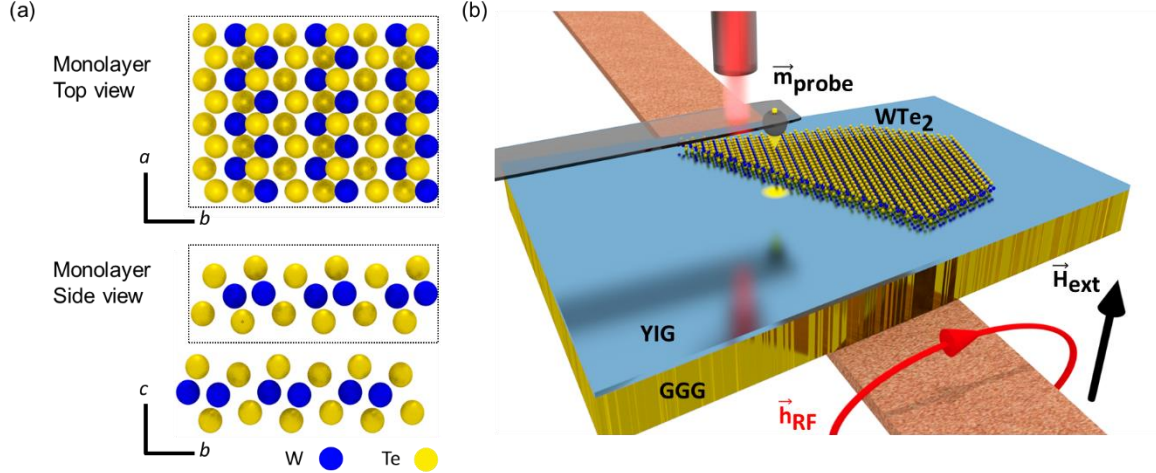 (a)
Monolayer
Top view
a
b
Monolayer
Side view
c
b
W
Te
(b)
m⃗probe
WTe2
H⃗ext
YIG
GGG
h⃗RF